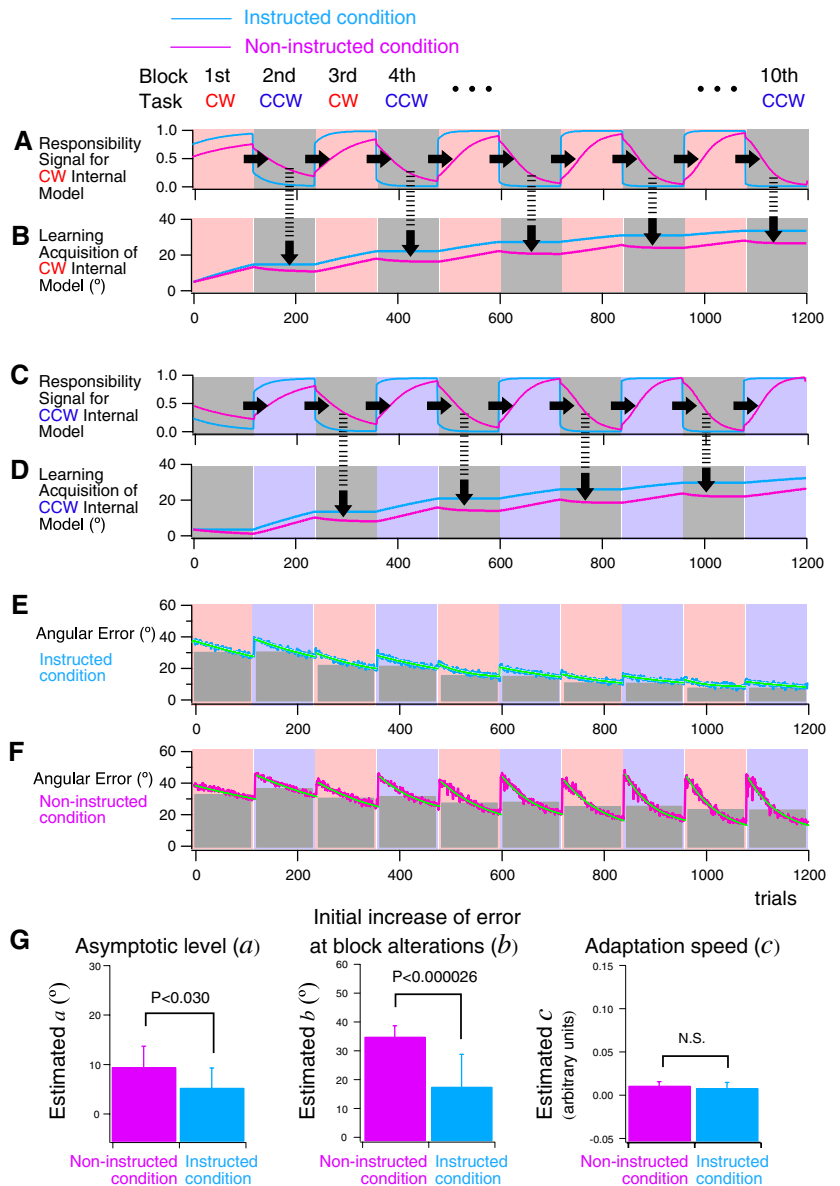 Instructed condition
Non-instructed condition
Block 1st 2nd 3rd 4th • • • • • • 10th
Task CW CCW CW CCW CCW
A
Responsibility
Signal for
CW Internal
Model
1.0
0.5
0.0
B
Learning
Acquisition of
CW Internal
Model (º)
40
20
0
0 200 400 600 800 1000 1200
C
Responsibility
Signal for
CCW Internal
Model
1.0
0.5
0.0
D
Learning
Acquisition of
CCW Internal
Model (º)
40
20
0
0 200 400 600 800 1000 1200
E
Angular Error (º)
Instructed
condition
60
40
20
0
0 200 400 600 800 1000 1200
F
Angular Error (º)
Non-instructed
condition
60
40
20
0
0 200 400 600 800 1000 1200
trials
G
Asymptotic level (a)
Estimated a (º)
30
20
10
0
P<0.030
Non-instructed condition
Instructed condition
Initial increase of error
at block alterations (b)
Estimated b (º)
60
50
40
30
20
10
0
P<0.000026
Non-instructed condition
Instructed condition
Adaptation speed (c)
Estimated c
(arbitrary units)
0.15
0.10
0.05
0.00
-0.05
N.S.
Non-instructed condition
Instructed condition